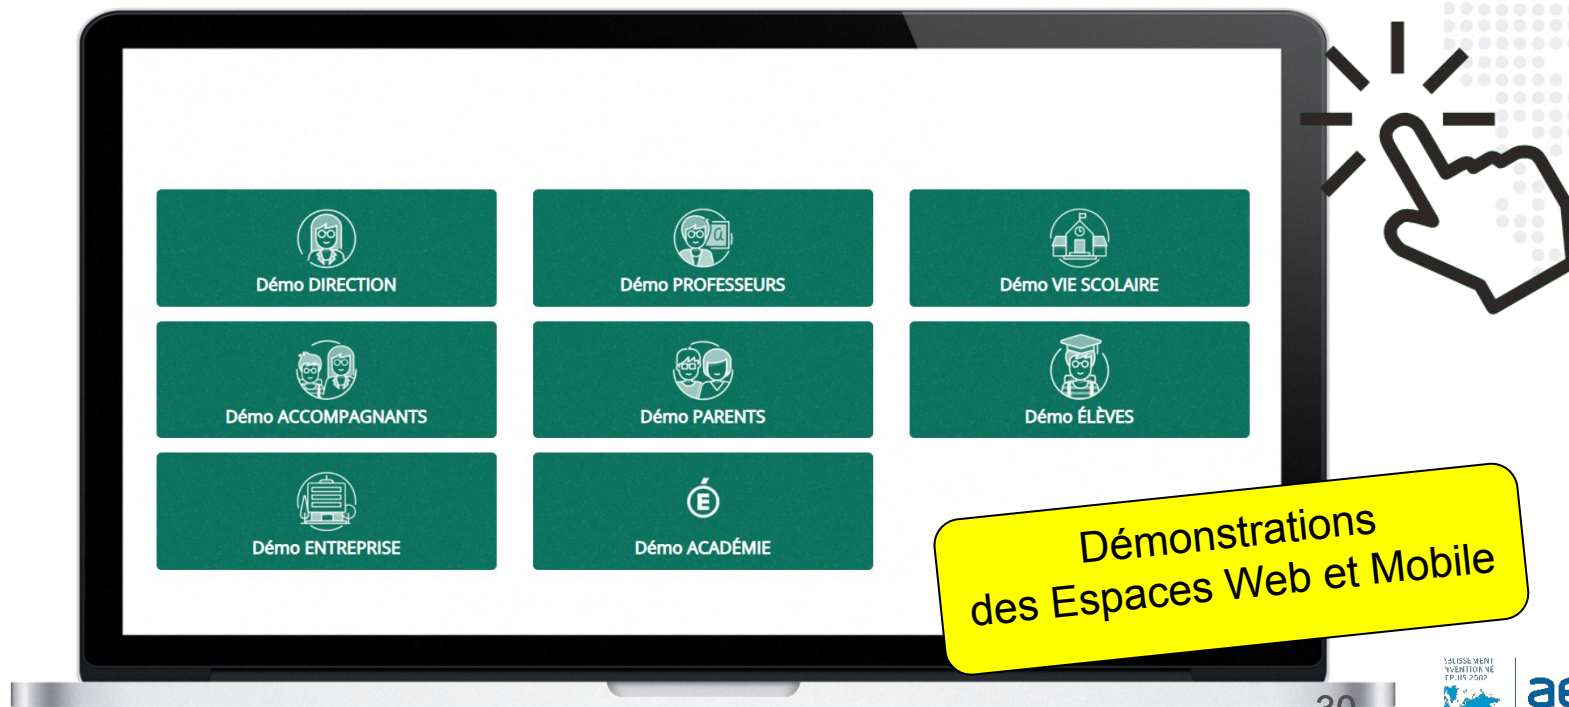 Démo DIRECTION
Démo PROFESSEURS
Démo VIE SCOLAIRE
Démo ACCOMPAGNANTS
Démo PARENTS
Démo ÉLÈVES
Démo ENTREPRISE
É
Démo ACADÉMIE
Démonstrations
des Espaces Web et Mobile